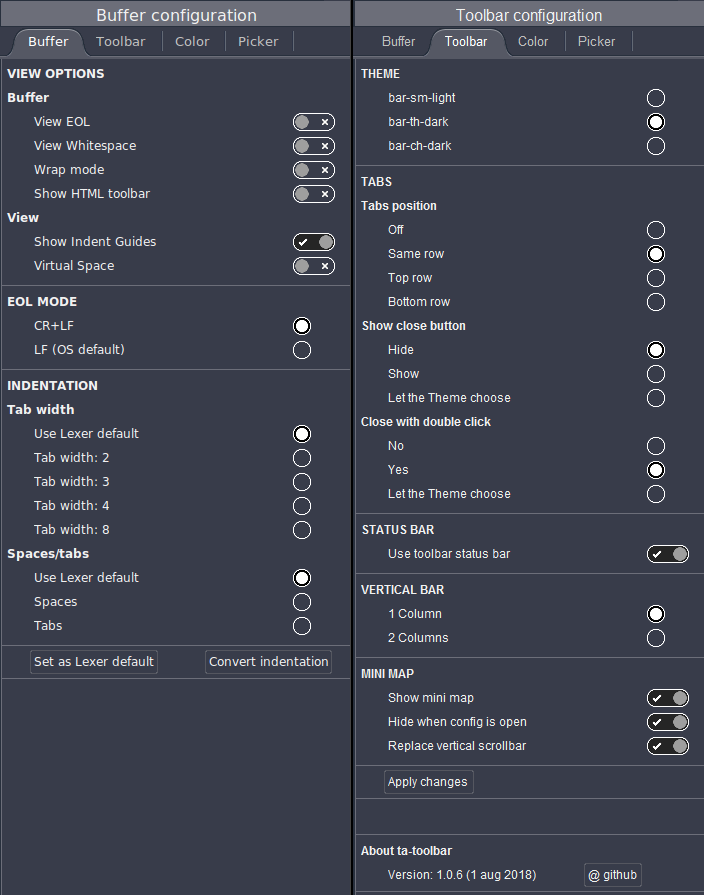 Buffer configuration
Buffer Toolbar Color Picker
VIEW OPTIONS
Buffer
View EOL
View Whitespace
Wrap mode
Show HTML toolbar
View
Show Indent Guides
Virtual Space
EOL MODE
CR+LF
LF (OS default)
INDENTATION
Tab width
Use Lexer default
Tab width: 2
Tab width: 3
Tab width: 4
Tab width: 8
Spaces/tabs
Use Lexer default
Spaces
Tabs
Set as Lexer default Convert indentation
Toolbar configuration
Buffer Toolbar Color Picker
THEME
bar-sm-light
bar-th-dark
bar-ch-dark
TABS
Tabs position
Off
Same row
Top row
Bottom row
Show close button
Hide
Show
Let the Theme choose
Close with double click
No
Yes
Let the Theme choose
STATUS BAR
Use toolbar status bar
VERTICAL BAR
1 Column
2 Columns
MINI MAP
Show mini map
Hide when config is open
Replace vertical scrollbar
Apply changes
About ta-toolbar
Version: 1.0.6 (1 aug 2018) @ github